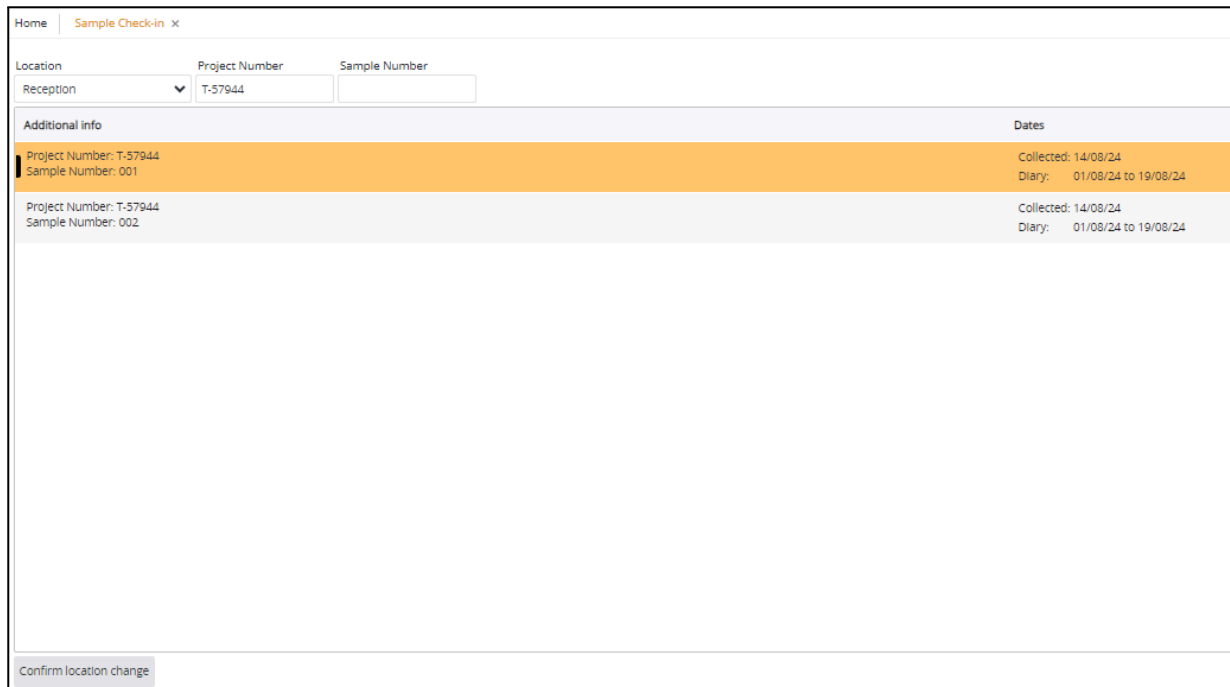 Home Sample Check-in ×
Location Project Number Sample Number
Reception T-57944
Additional info Dates
Project Number: T-57944 Collected: 14/08/24
Sample Number: 001 Diary: 01/08/24 to 19/08/24
Project Number: T-57944 Collected: 14/08/24
Sample Number: 002 Diary: 01/08/24 to 19/08/24
Confirm location change